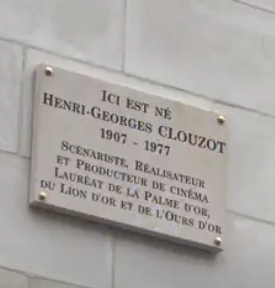 ICI EST NÉ
HENRI-GEORGES CLOUZOT
1907 - 1977
SCÉNARISTE, RÉALISATEUR
ET PRODUCTEUR DE CINÉMA
LAURÉAT DE LA PALME D'OR,
DU LION D'OR ET DE L'OURS D'OR